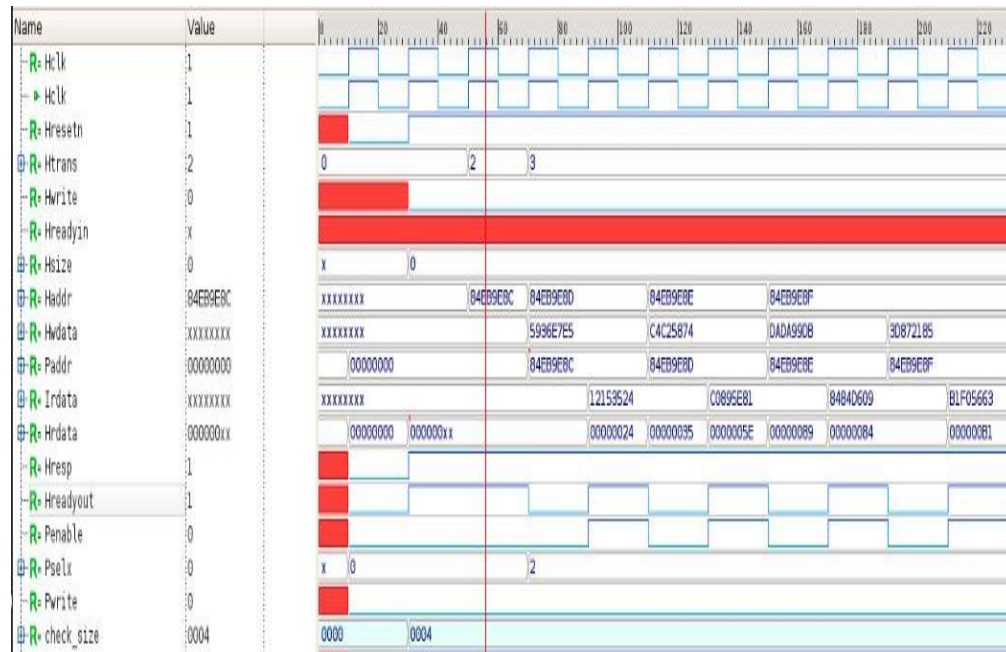 Name Value 0 20 40 60 80 100 120 140 160 180 200 220
R= Hclk 1
Hclk 1
R= Hresetn 1
R= Htrans 2 0 2 3
R= Hwrite 0
R= Hreadyin x
R= Hsize 0 x 0
R= Haddr 84EB9E8C xxxxxxxx 84EB9E8C 84EB9E8D 84EB9E8E 84EB9E8F
R= Hwdata xxxxxxxx xxxxxxxx 5936E7E5 C4C25874 DADA99DB 3D872185
R= Paddr 00000000 00000000 84EB9E8C 84EB9E8D 84EB9E8E 84EB9E8F
R= Irdata xxxxxxxx xxxxxxxx 12153524 C0895E81 8484D609 B1F05663
R= Hrdata 000000xx 00000000 000000xx 00000024 00000035 0000005E 00000089 00000084 000000B1
R= Hresp 1
R= Hreadyout 1
R= Penable 0
R= Pselx 0 x 0 2
R= Pwrite 0
R= check_size 0004 0000 0004